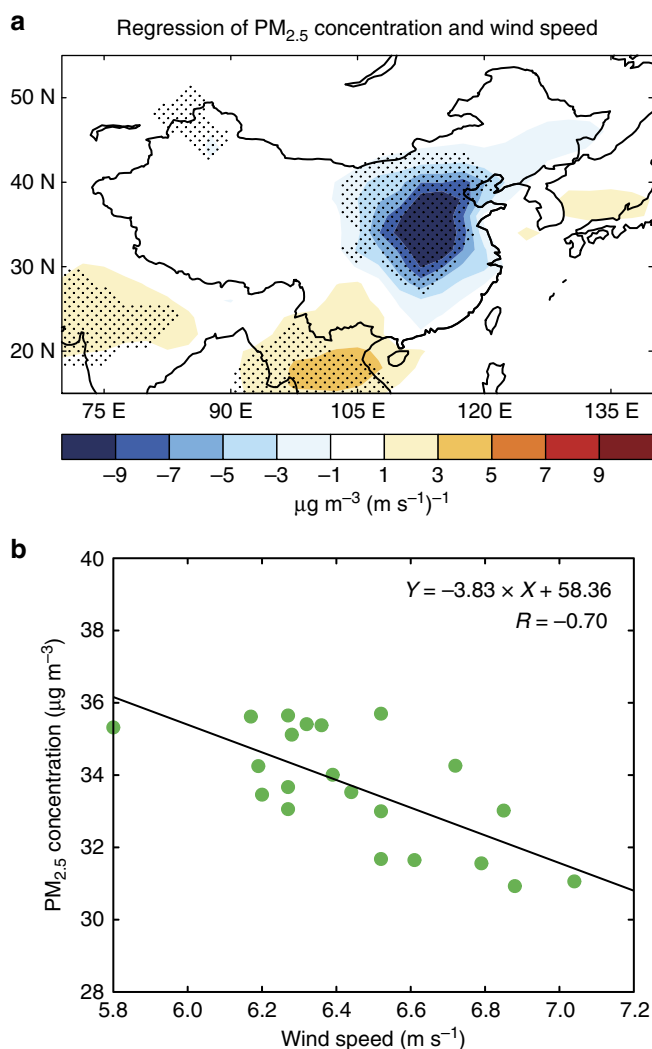 a
Regression of PM₂.₅ concentration and wind speed
50 N
40 N
30 N
20 N
75 E 90 E 105 E 120 E 135 E
−9 −7 −5 −3 −1 1 3 5 7 9
μg m⁻³ (m s⁻¹)⁻¹
b
40
38
36
34
32
30
28
Y = −3.83 × X + 58.36
R = −0.70
PM₂.₅ concentration (μg m⁻³)
5.8 6.0 6.2 6.4 6.6 6.8 7.0 7.2
Wind speed (m s⁻¹)